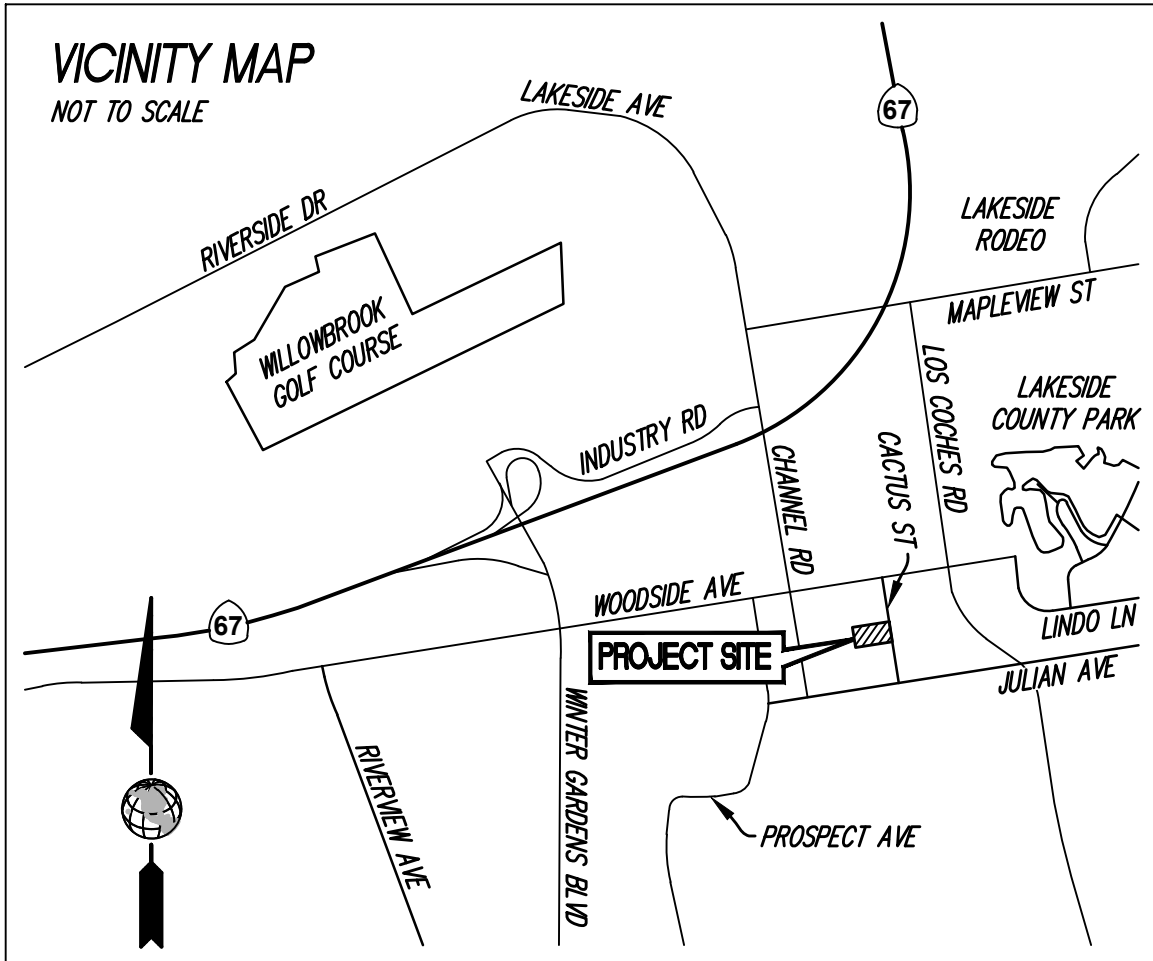 VICINITY MAP
NOT TO SCALE
LAKESIDE AVE
67
RIVERSIDE DR
LAKESIDE
RODEO
MAPLEVIEW ST
WILLOWBROOK
GOLF COURSE
LOS COCHES RD
LAKESIDE
COUNTY PARK
INDUSTRY RD
CHANNEL RD
CACTUS ST
WOODSIDE AVE
67
LINDO LN
PROJECT SITE
JULIAN AVE
WINTER GARDENS BLVD
RIVERVIEW AVE
PROSPECT AVE